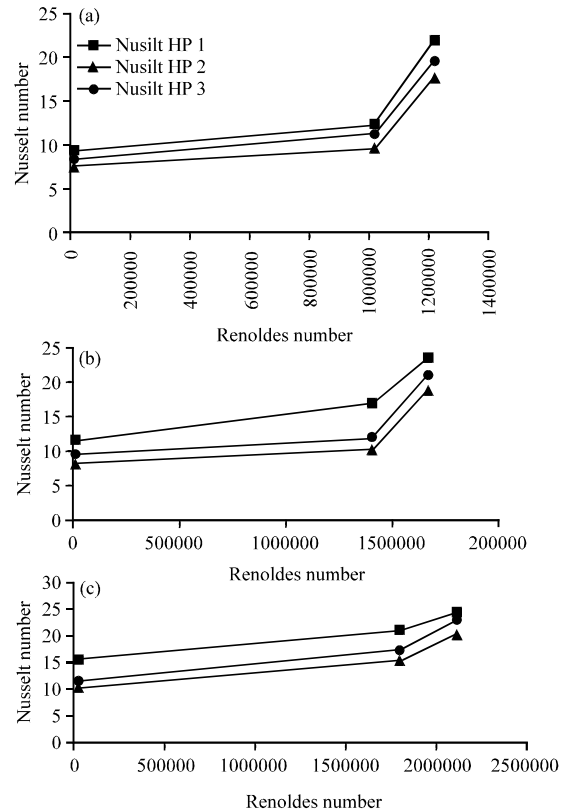 (a)
25
20
15
10
5
0
Nusselt number
Nusilt HP 1
Nusilt HP 2
Nusilt HP 3
0 200000 400000 600000 800000 1000000 1200000 1400000
Renoldes number
(b)
25
20
15
10
5
0
Nusselt number
0 500000 1000000 1500000 200000
Renoldes number
(c)
30
25
20
15
10
5
0
Nusselt number
0 500000 1000000 1500000 2000000 2500000
Renoldes number